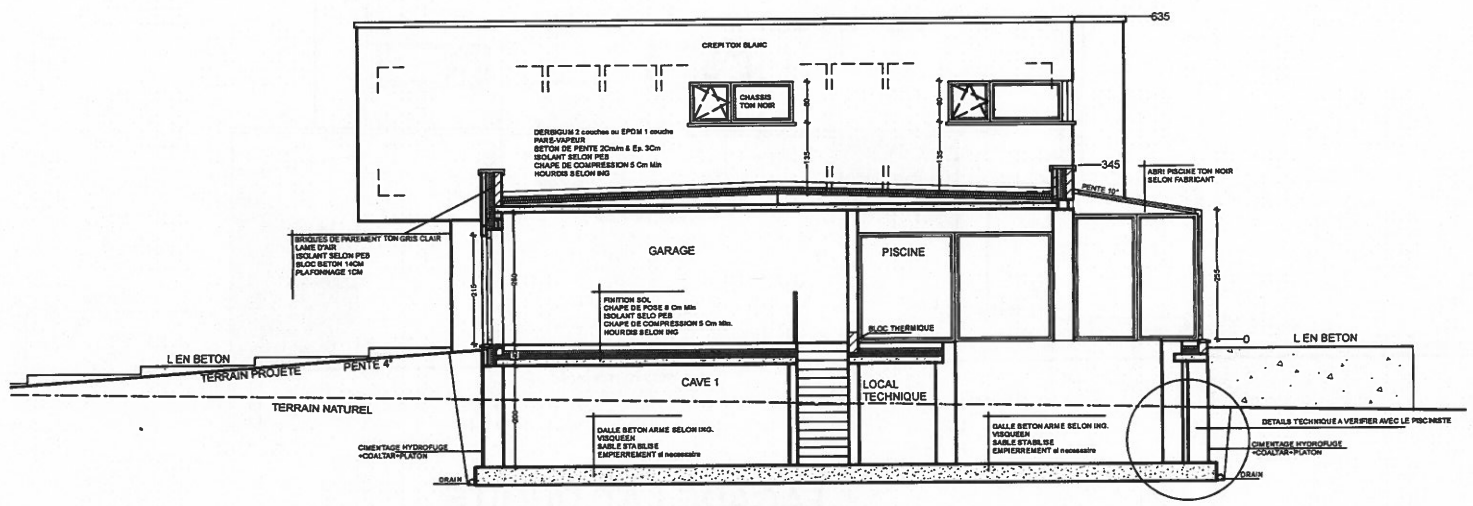 635
CREPI TON BLANC
CHASSIS
TON NOIR
80
80
DERBIGUM 2 couches ou EPDM 1 couche
PARE-VAPEUR
BETON DE PENTE 2Cm/m & Ep. 3Cm
ISOLANT SELON PEB
CHAPE DE COMPRESSION 5 Cm Min
HOURDIS SELON ING
135
135
345
ABRI PISCINE TON NOIR
SELON FABRICANT
PENTE 10°
BRIQUES DE PAREMENT TON GRIS CLAIR
LAME D'AIR
ISOLANT SELON PEB
BLOC BETON 14CM
PLAFONNAGE 1CM
GARAGE
PISCINE
215
255
FINITION SOL
CHAPE DE POSE 8 Cm Min
ISOLANT SELO PEB
CHAPE DE COMPRESSION 5 Cm Min.
HOURDIS SELON ING
BLOC THERMIQUE
0
L EN BETON
L EN BETON
TERRAIN PROJETE
PENTE 4°
CAVE 1
LOCAL
TECHNIQUE
TERRAIN NATUREL
DALLE BETON ARME SELON ING.
VISQUEEN
SABLE STABILISE
EMPIERREMENT si necessaire
DALLE BETON ARME SELON ING.
VISQUEEN
SABLE STABILISE
EMPIERREMENT si necessaire
DETAILS TECHNIQUE A VERIFIER AVEC LE PISCINISTE
CIMENTAGE HYDROFUGE
+COALTAR+PLATON
CIMENTAGE HYDROFUGE
+COALTAR+PLATON
DRAIN
DRAIN